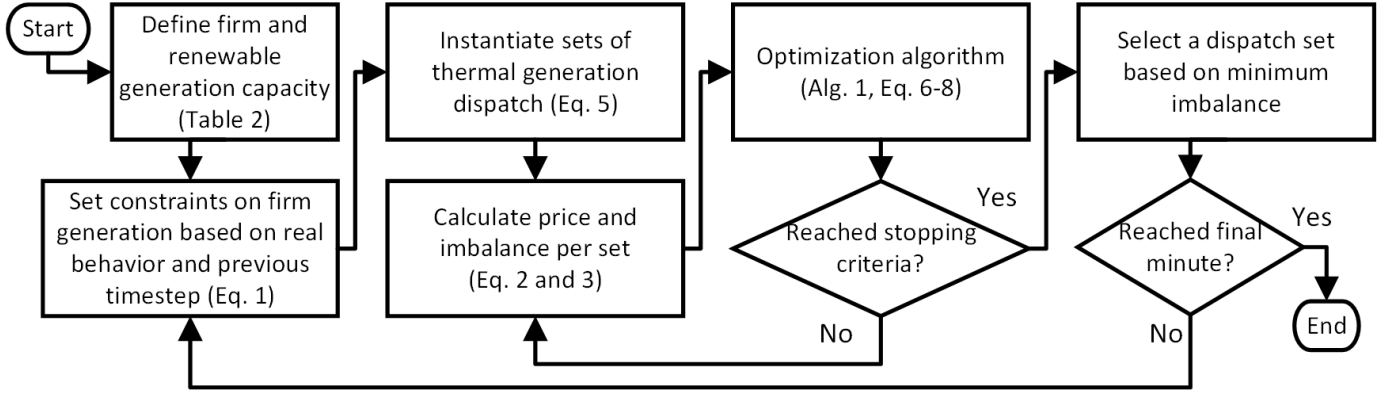 Start
Define firm and
renewable
generation capacity
(Table 2)
Set constraints on firm
generation based on real
behavior and previous
timestep (Eq. 1)
Instantiate sets of
thermal generation
dispatch (Eq. 5)
Calculate price and
imbalance per set
(Eq. 2 and 3)
Optimization algorithm
(Alg. 1, Eq. 6-8)
Reached stopping
criteria?
Yes
No
Select a dispatch set
based on minimum
imbalance
Reached final
minute?
Yes
No
End